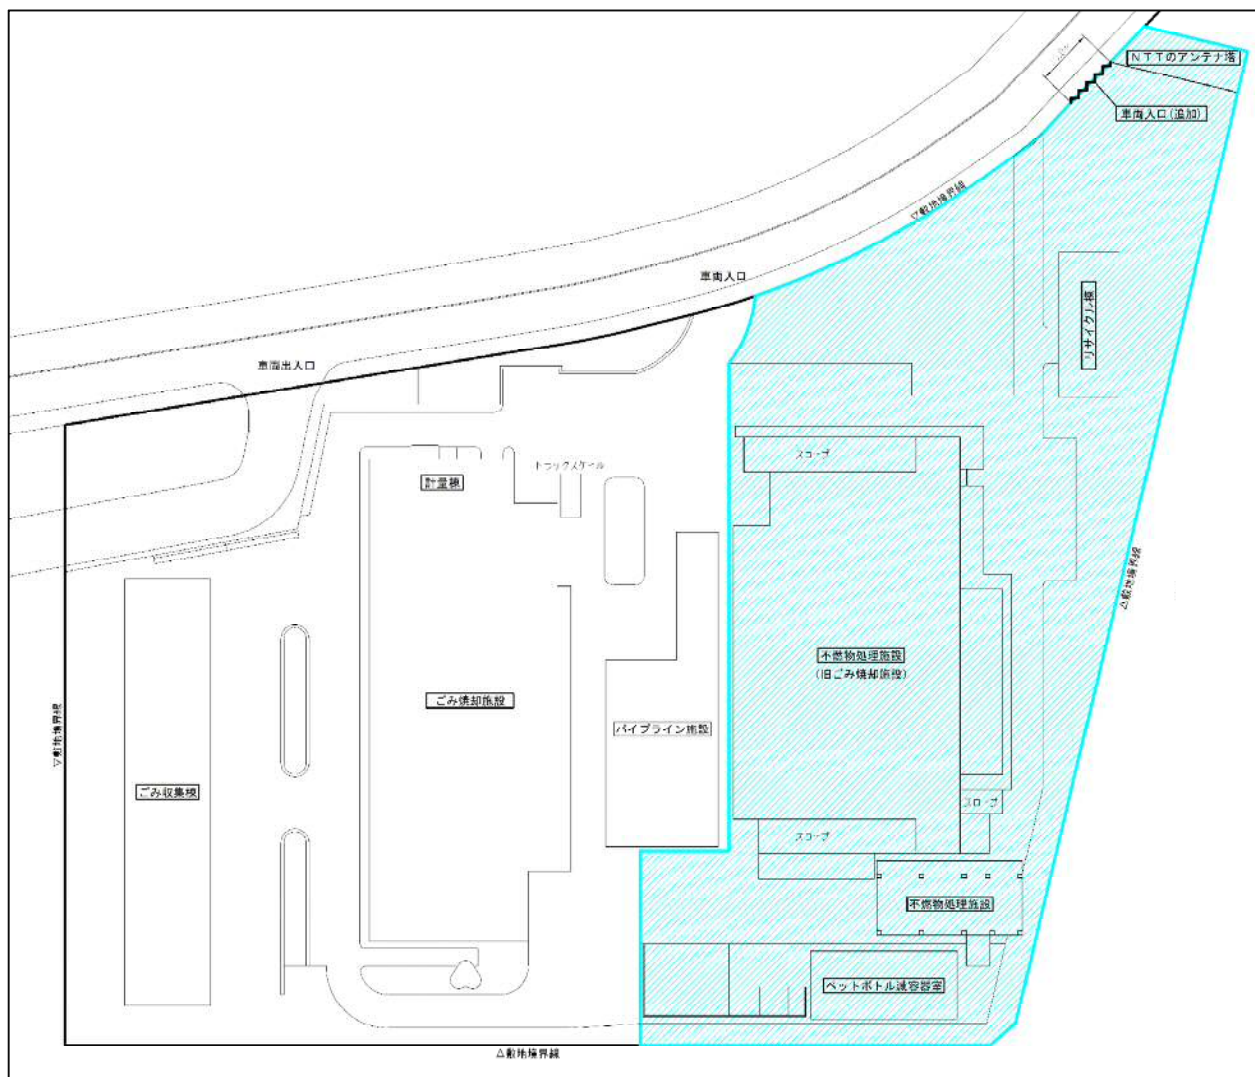 NTTのアンテナ塔
車両入口(追加)
▽敷地境界線
車両入口
リサイクル棟
車両出入口
スロープ
トラックスケール
計量棟
△敷地境界線
不燃物処理施設
(旧ごみ焼却施設)
ごみ焼却施設
パイプライン施設
▽敷地境界線
ごみ収集棟
スロープ
スロープ
不燃物処理施設
ペットボトル減容器室
△敷地境界線